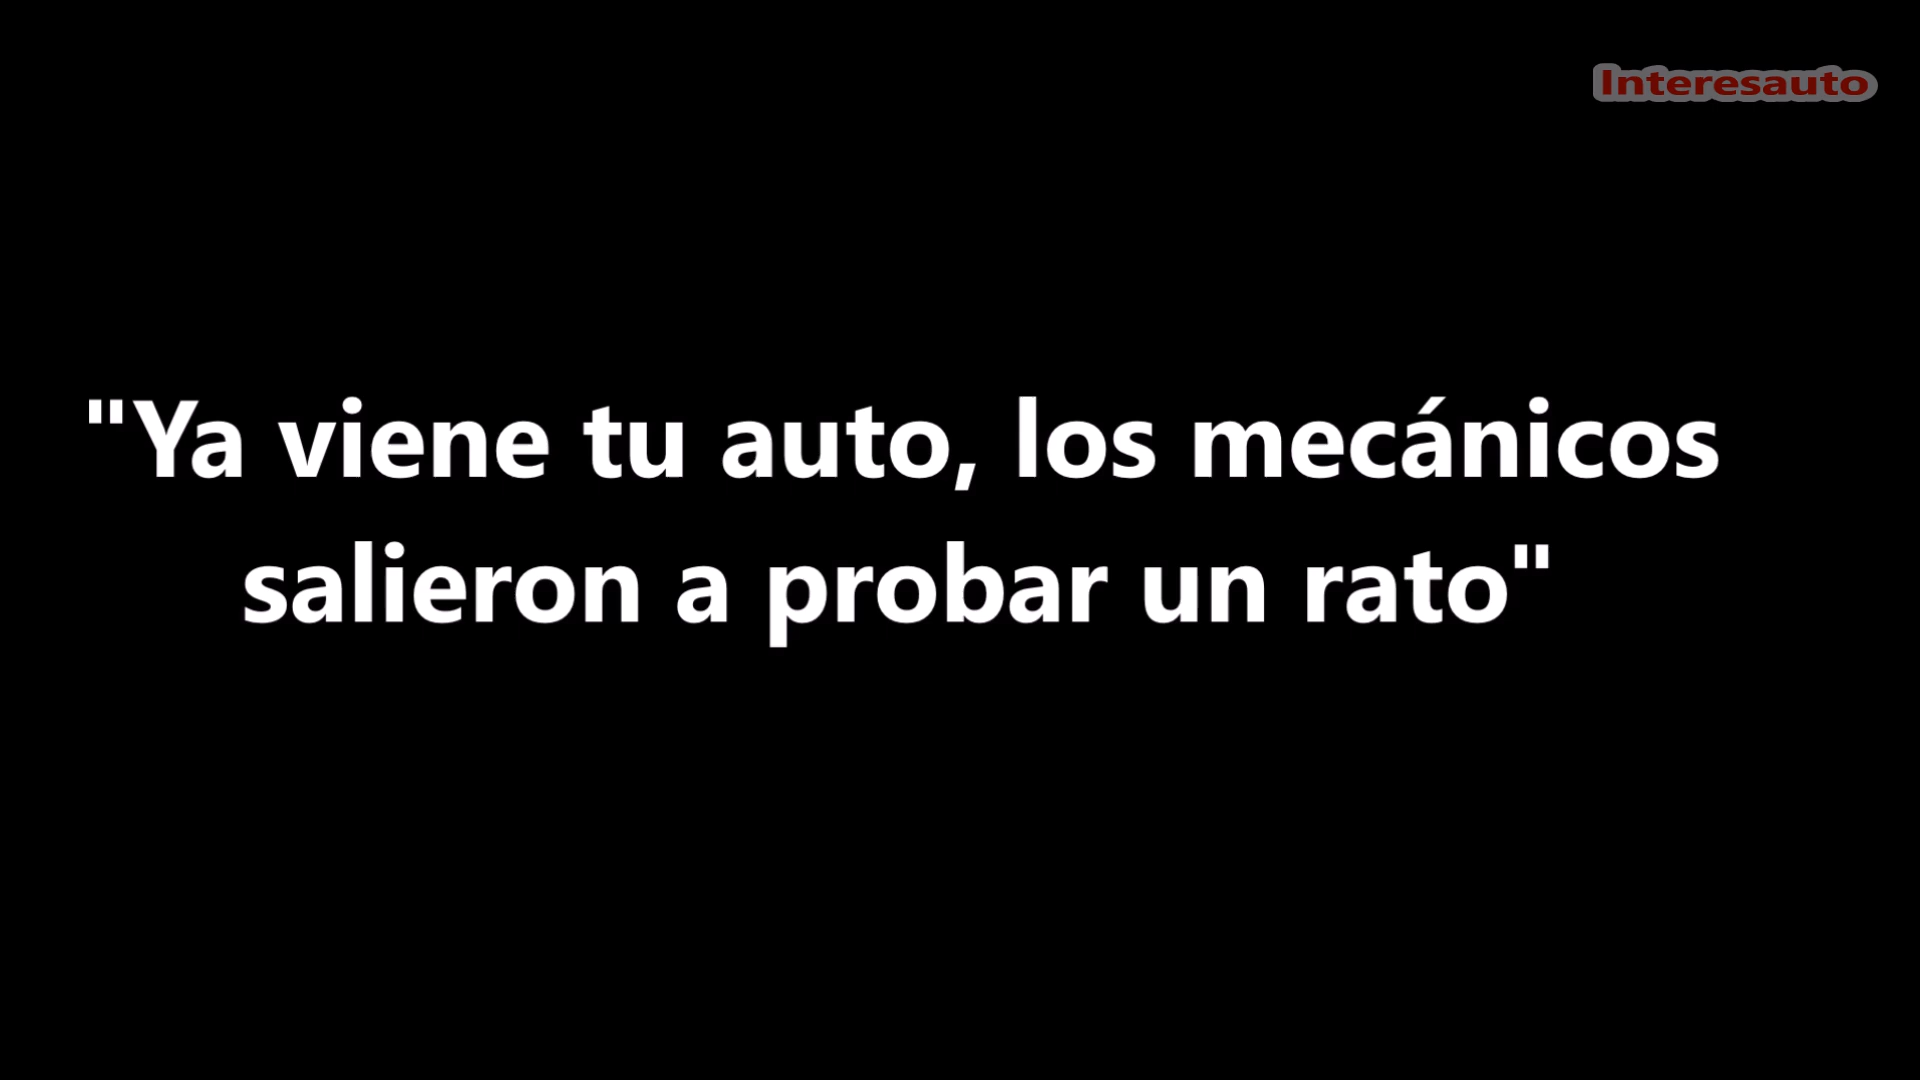 Interesauto
"Ya viene tu auto, los mecánicos
salieron a probar un rato"